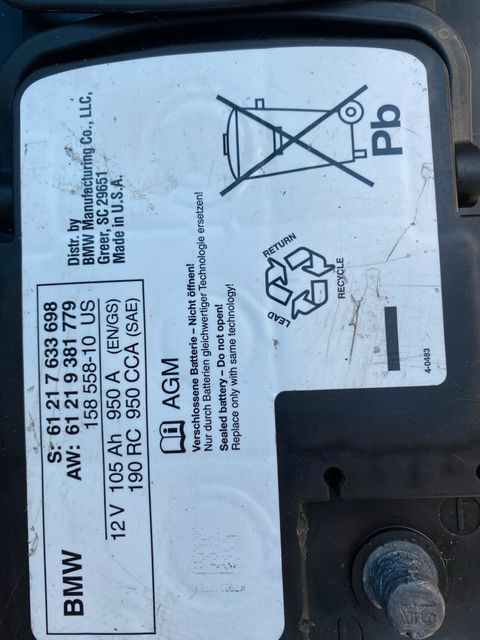 BMW
S: 61 21 7 633 698
AW: 61 21 9 381 779
158 558-10 US
12 V 105 Ah 950 A (EN/GS)
190 RC 950 CCA (SAE)
Distr. by
BMW Manufacturing Co., LLC,
Greer, SC 29651
Made in U.S.A.
AGM
Verschlossene Batterie – Nicht öffnen!
Nur durch Batterien gleichwertiger Technologie ersetzen!
Sealed battery – Do not open!
Replace only with same technology!
Pb
LEAD
RETURN
RECYCLE
4-0483